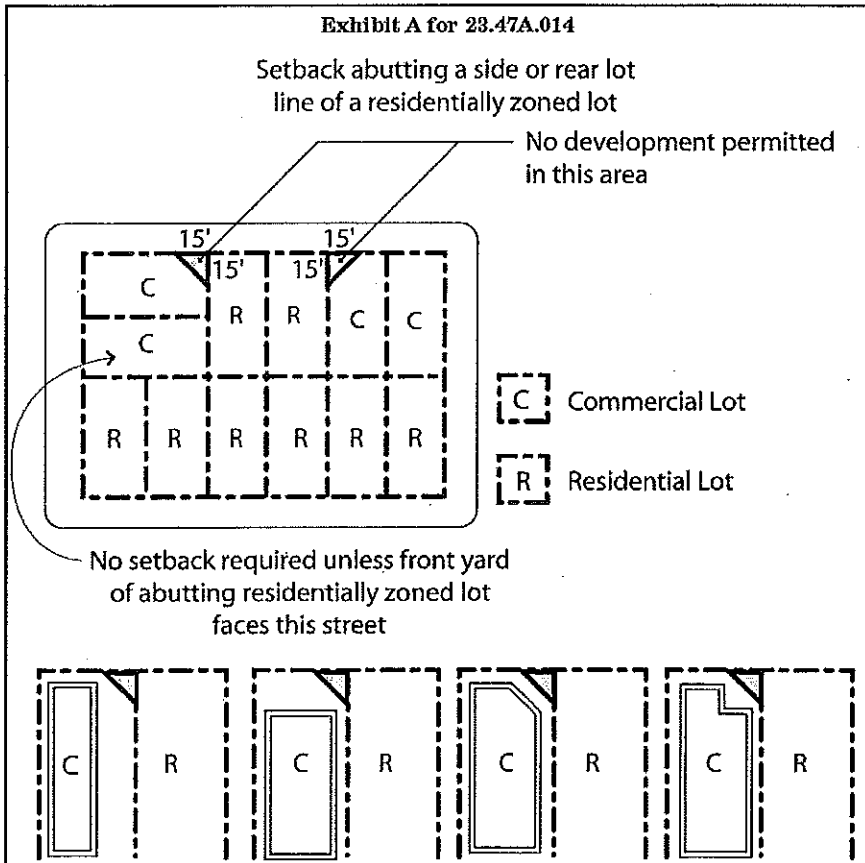 Exhibit A for 23.47A.014
Setback abutting a side or rear lot
line of a residentially zoned lot
No development permitted
in this area
15' 15'
15' 15'
C R R C C
C
R R R R R R
C Commercial Lot
R Residential Lot
No setback required unless front yard
of abutting residentially zoned lot
faces this street
C R C R C R C R